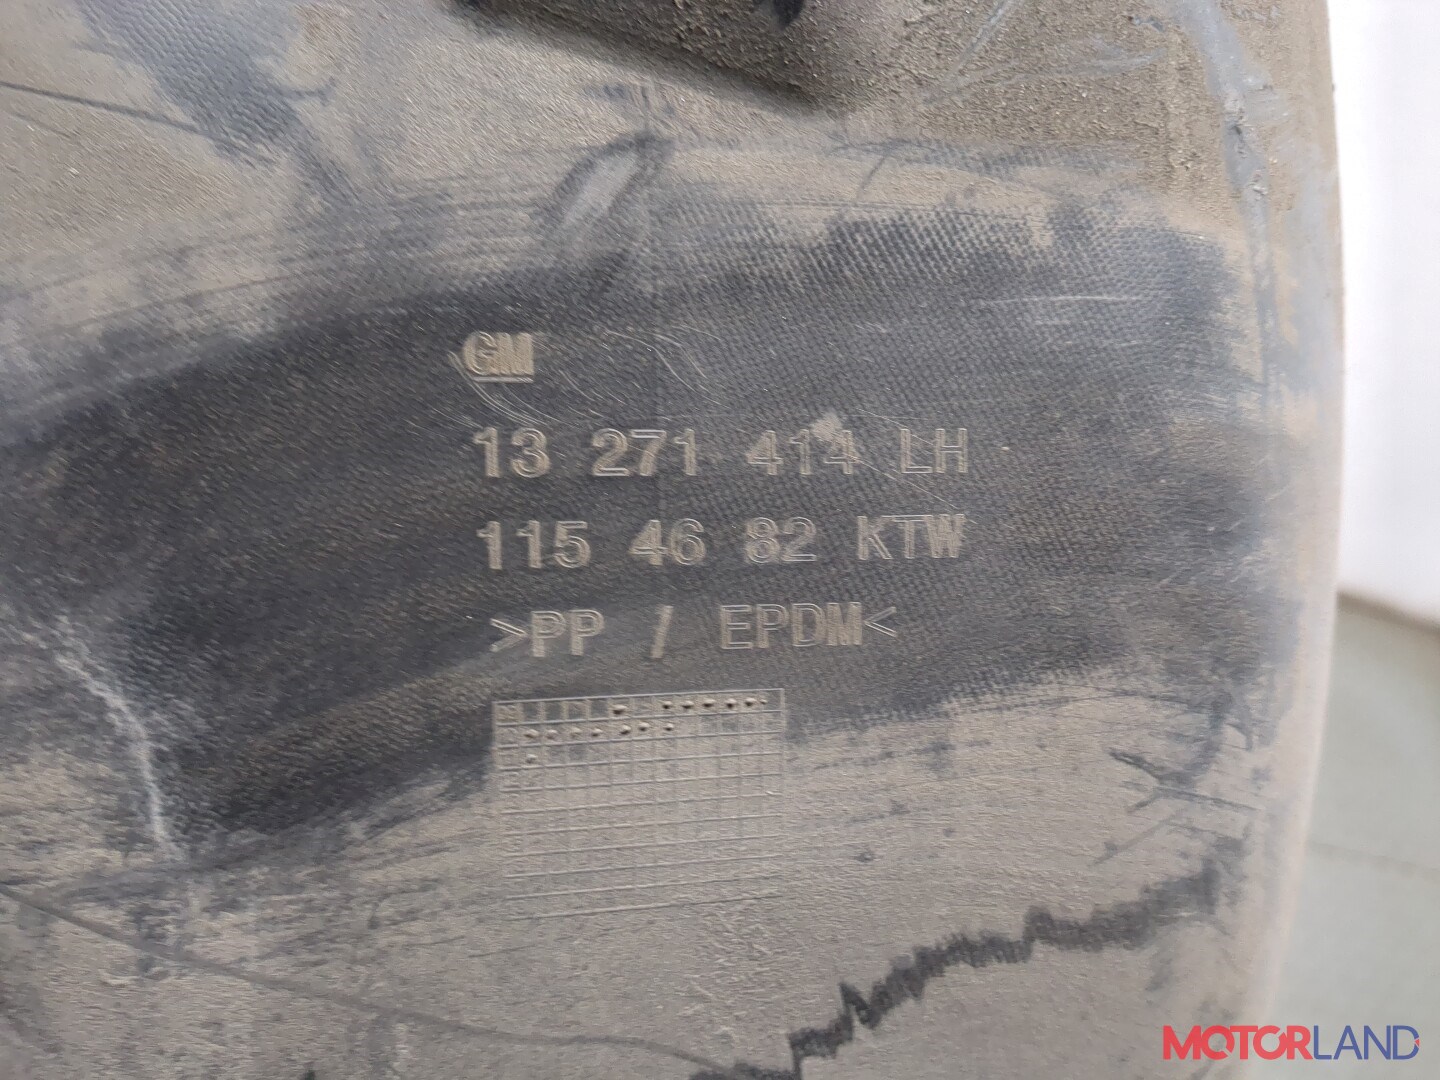 GM
13 271 414 LH
115 46 82 KTW
>PP / EPDM<
MOTORLAND